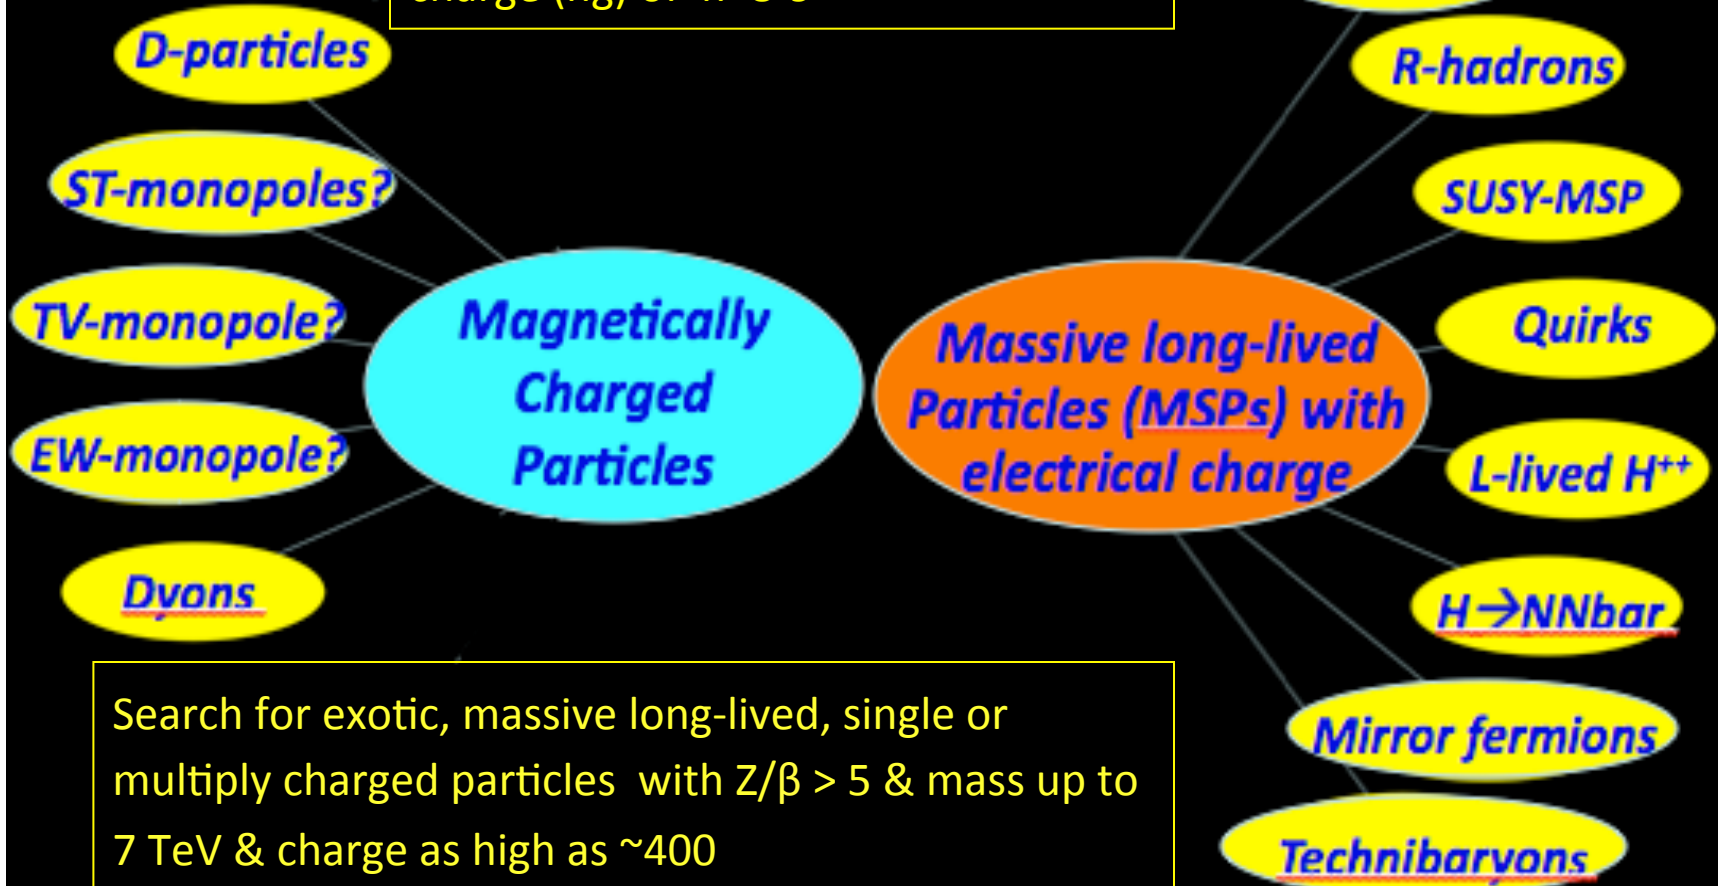 D-particles
ST-monopoles?
TV-monopole?
EW-monopole?
Dyons
Magnetically
Charged
Particles
Massive long-lived
Particles (MSPs) with
electrical charge
R-hadrons
SUSY-MSP
Quirks
L-lived H⁺⁺
H→NNbar
Mirror fermions
Technibaryons
Search for exotic, massive long-lived, single or
multiply charged particles with Z/β > 5 & mass up to
7 TeV & charge as high as ~400